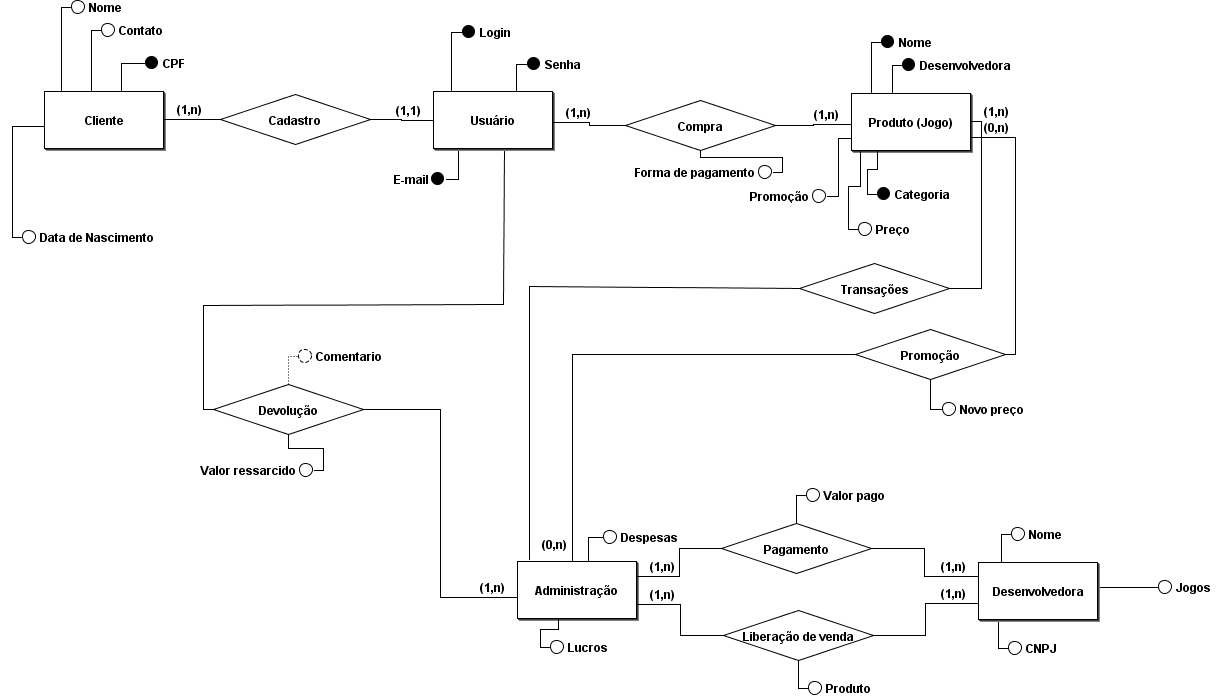 Nome
Contato
CPF
Login
Senha
Nome
Desenvolvedora
Cliente
(1,n)
Cadastro
(1,1)
Usuário
(1,n)
Compra
(1,n)
Produto (Jogo)
(1,n)
(0,n)
E-mail
Forma de pagamento
Promoção
Categoria
Preço
Data de Nascimento
Transações
Promoção
Novo preço
Comentario
Devolução
Valor ressarcido
Valor pago
Despesas
(0,n)
Pagamento
Nome
(1,n)
(1,n)
(1,n)
Administração
(1,n)
(1,n)
Desenvolvedora
Jogos
Lucros
Liberação de venda
CNPJ
Produto